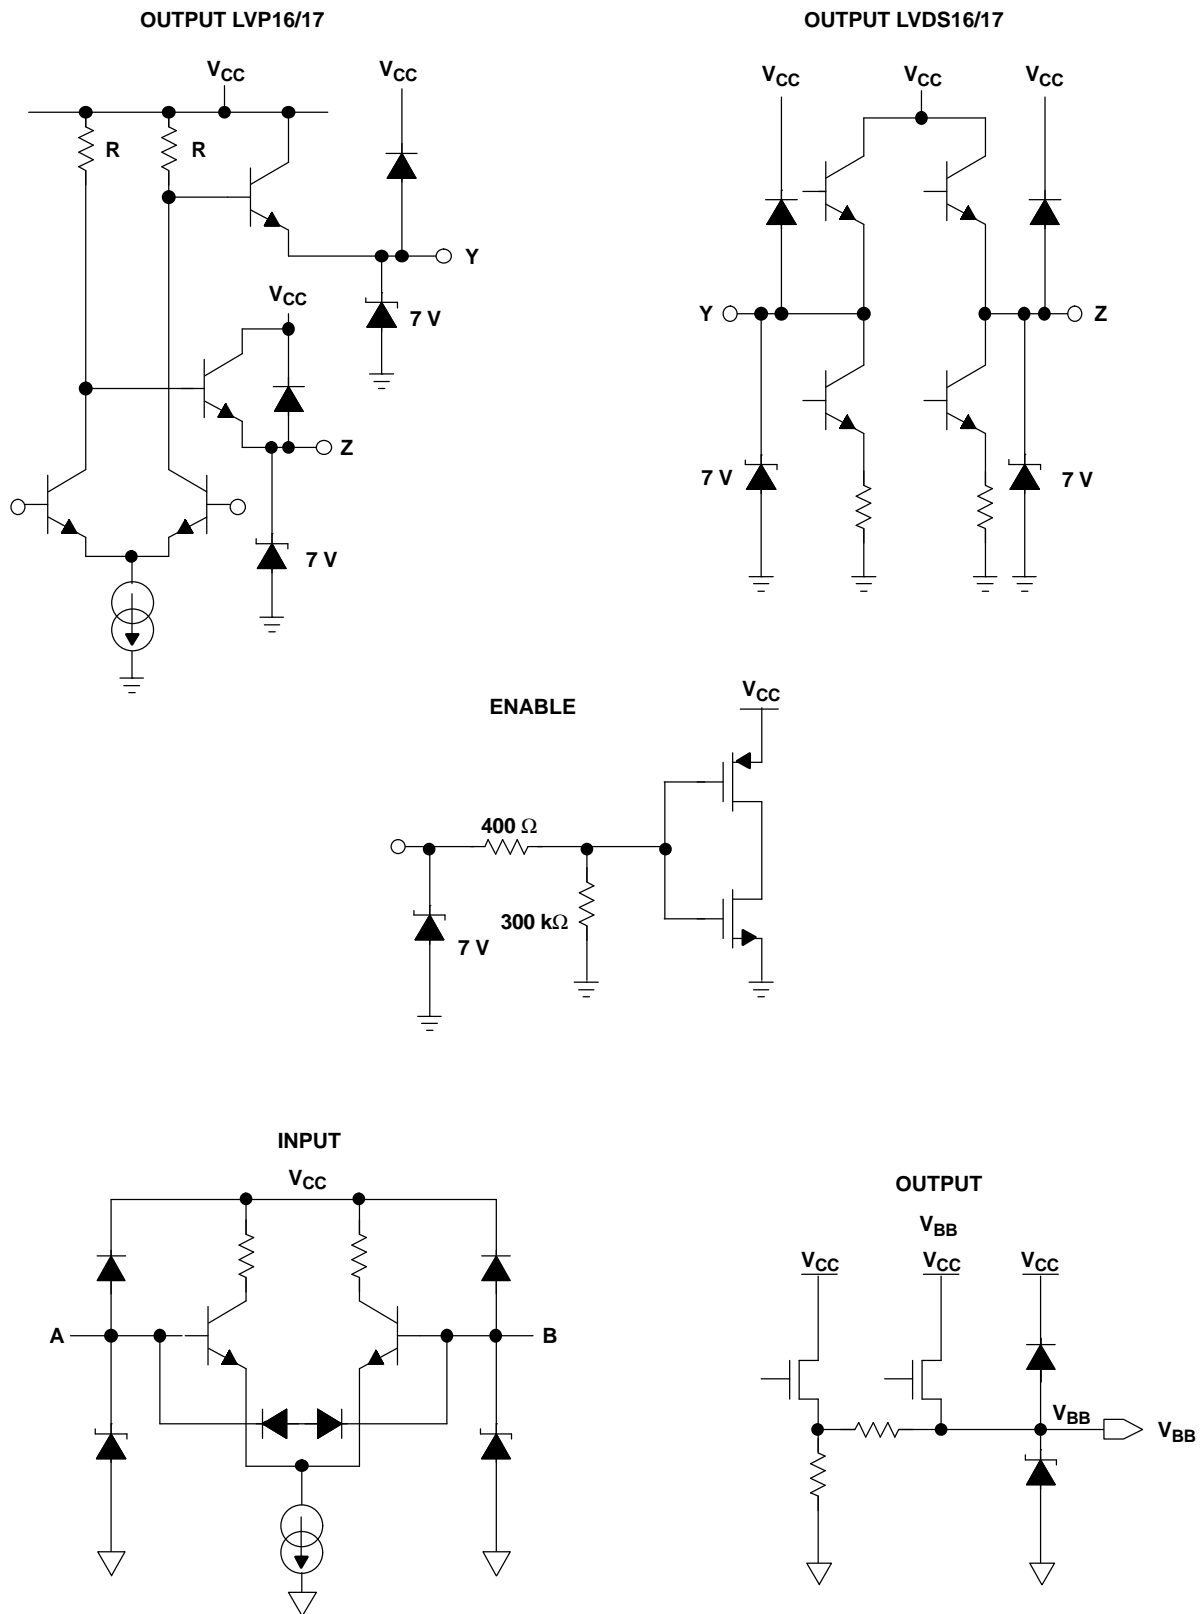 OUTPUT LVP16/17
OUTPUT LVDS16/17
VCC
VCC
VCC
VCC
VCC
R
R
Y
VCC
7 V
Y
Z
Z
7 V
7 V
7 V
VCC
ENABLE
400 Ω
300 kΩ
7 V
INPUT
VCC
OUTPUT
VBB
VCC
VCC
VCC
A
B
VBB
VBB